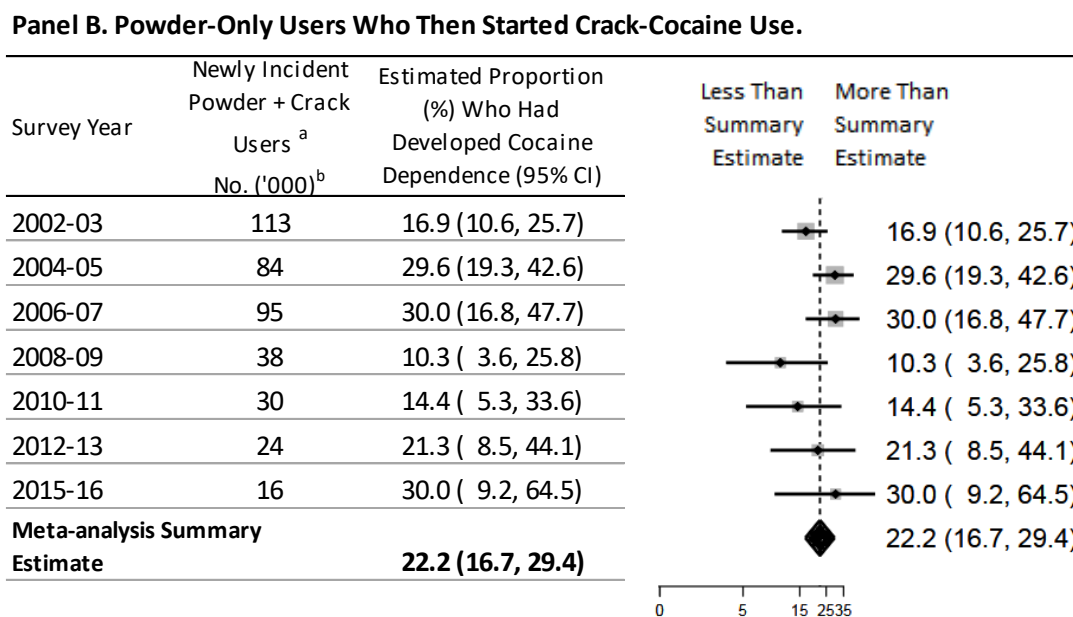 Panel B. Powder-Only Users Who Then Started Crack-Cocaine Use.
Survey Year
Newly Incident
Powder + Crack
Users a
No. ('000)b
Estimated Proportion
(%) Who Had
Developed Cocaine
Dependence (95% CI)
Less Than
Summary
Estimate
More Than
Summary
Estimate
2002-03 113 16.9 (10.6, 25.7) 16.9 (10.6, 25.7)
2004-05 84 29.6 (19.3, 42.6) 29.6 (19.3, 42.6)
2006-07 95 30.0 (16.8, 47.7) 30.0 (16.8, 47.7)
2008-09 38 10.3 ( 3.6, 25.8) 10.3 ( 3.6, 25.8)
2010-11 30 14.4 ( 5.3, 33.6) 14.4 ( 5.3, 33.6)
2012-13 24 21.3 ( 8.5, 44.1) 21.3 ( 8.5, 44.1)
2015-16 16 30.0 ( 9.2, 64.5) 30.0 ( 9.2, 64.5)
Meta-analysis Summary
Estimate 22.2 (16.7, 29.4) 22.2 (16.7, 29.4)
0 5 15 25 35